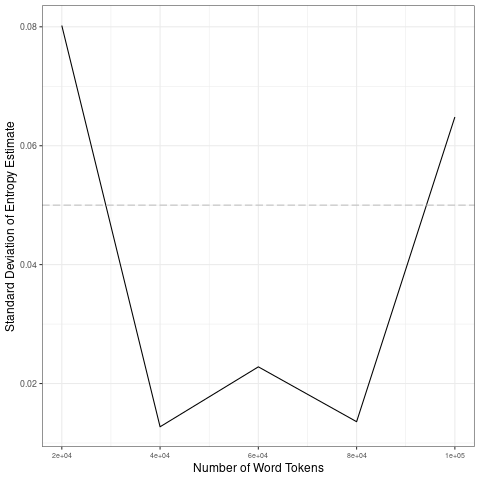 Standard Deviation of Entropy Estimate
0.08
0.06
0.04
0.02
2e+04 4e+04 6e+04 8e+04 1e+05
Number of Word Tokens